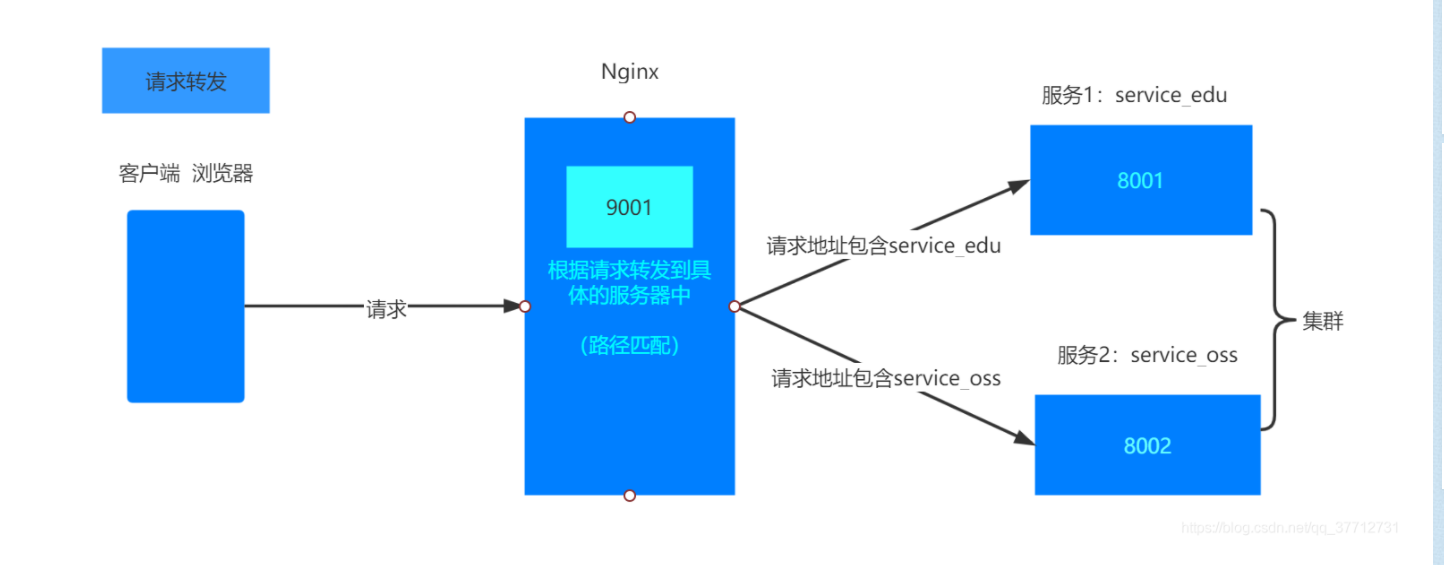 请求转发
客户端 浏览器
请求
Nginx
9001
根据请求转发到具
体的服务器中
（路径匹配）
请求地址包含service_edu
请求地址包含service_oss
服务1：service_edu
8001
服务2：service_oss
8002
集群
https://blog.csdn.net/qq_37712731